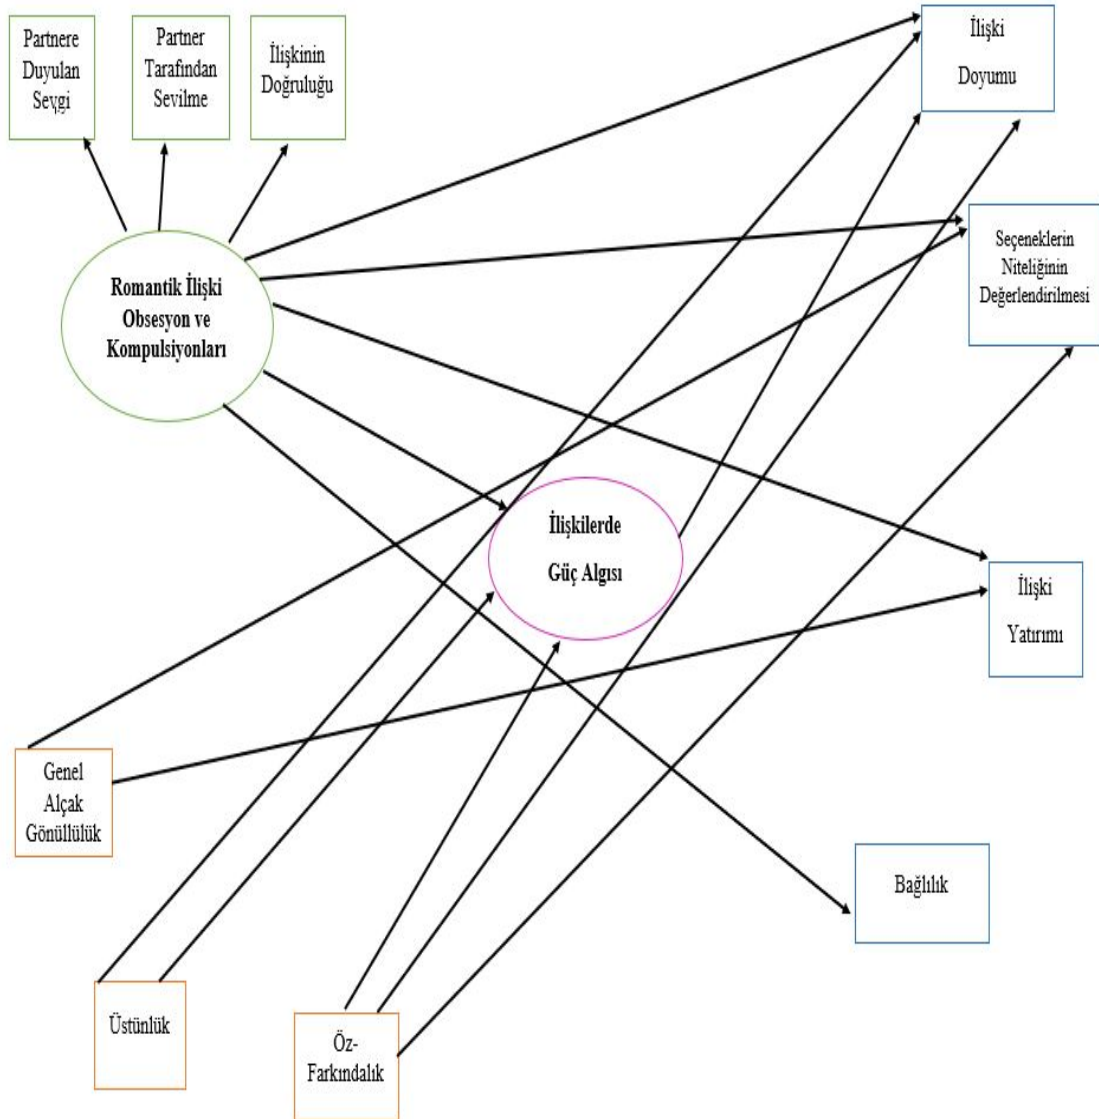 Partnere
Duyulan
Sevgi
Partner
Tarafından
Sevilme
İlişkinin
Doğruluğu
İlişki
Doyumu
Seçeneklerin
Niteliğinin
Değerlendirilmesi
Romantik İlişki
Obsesyon ve
Kompulsiyonları
İlişkilerde
Güç Algısı
İlişki
Yatırımı
Genel
Alçak
Gönüllülük
Bağlılık
Üstünlük
Öz-
Farkındalık